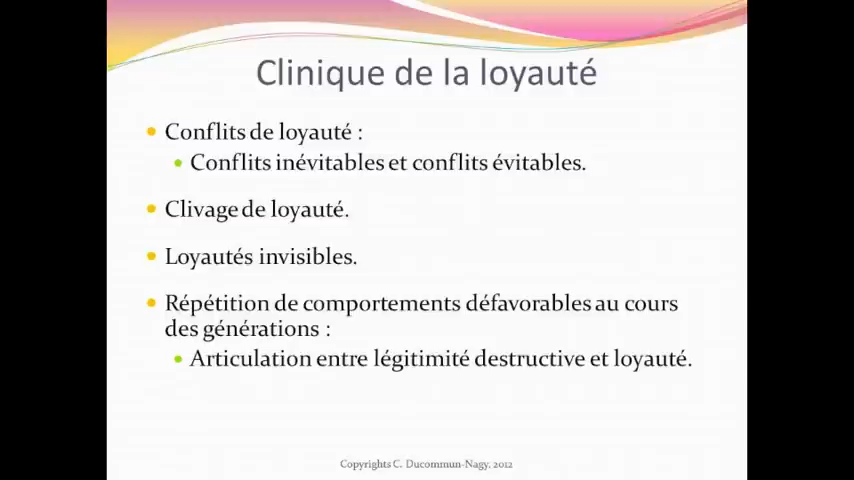 Clinique de la loyauté
Conflits de loyauté :
Conflits inévitables et conflits évitables.
Clivage de loyauté.
Loyautés invisibles.
Répétition de comportements défavorables au cours
des générations :
Articulation entre légitimité destructive et loyauté.
Copyrights C. Ducommun-Nagy, 2012